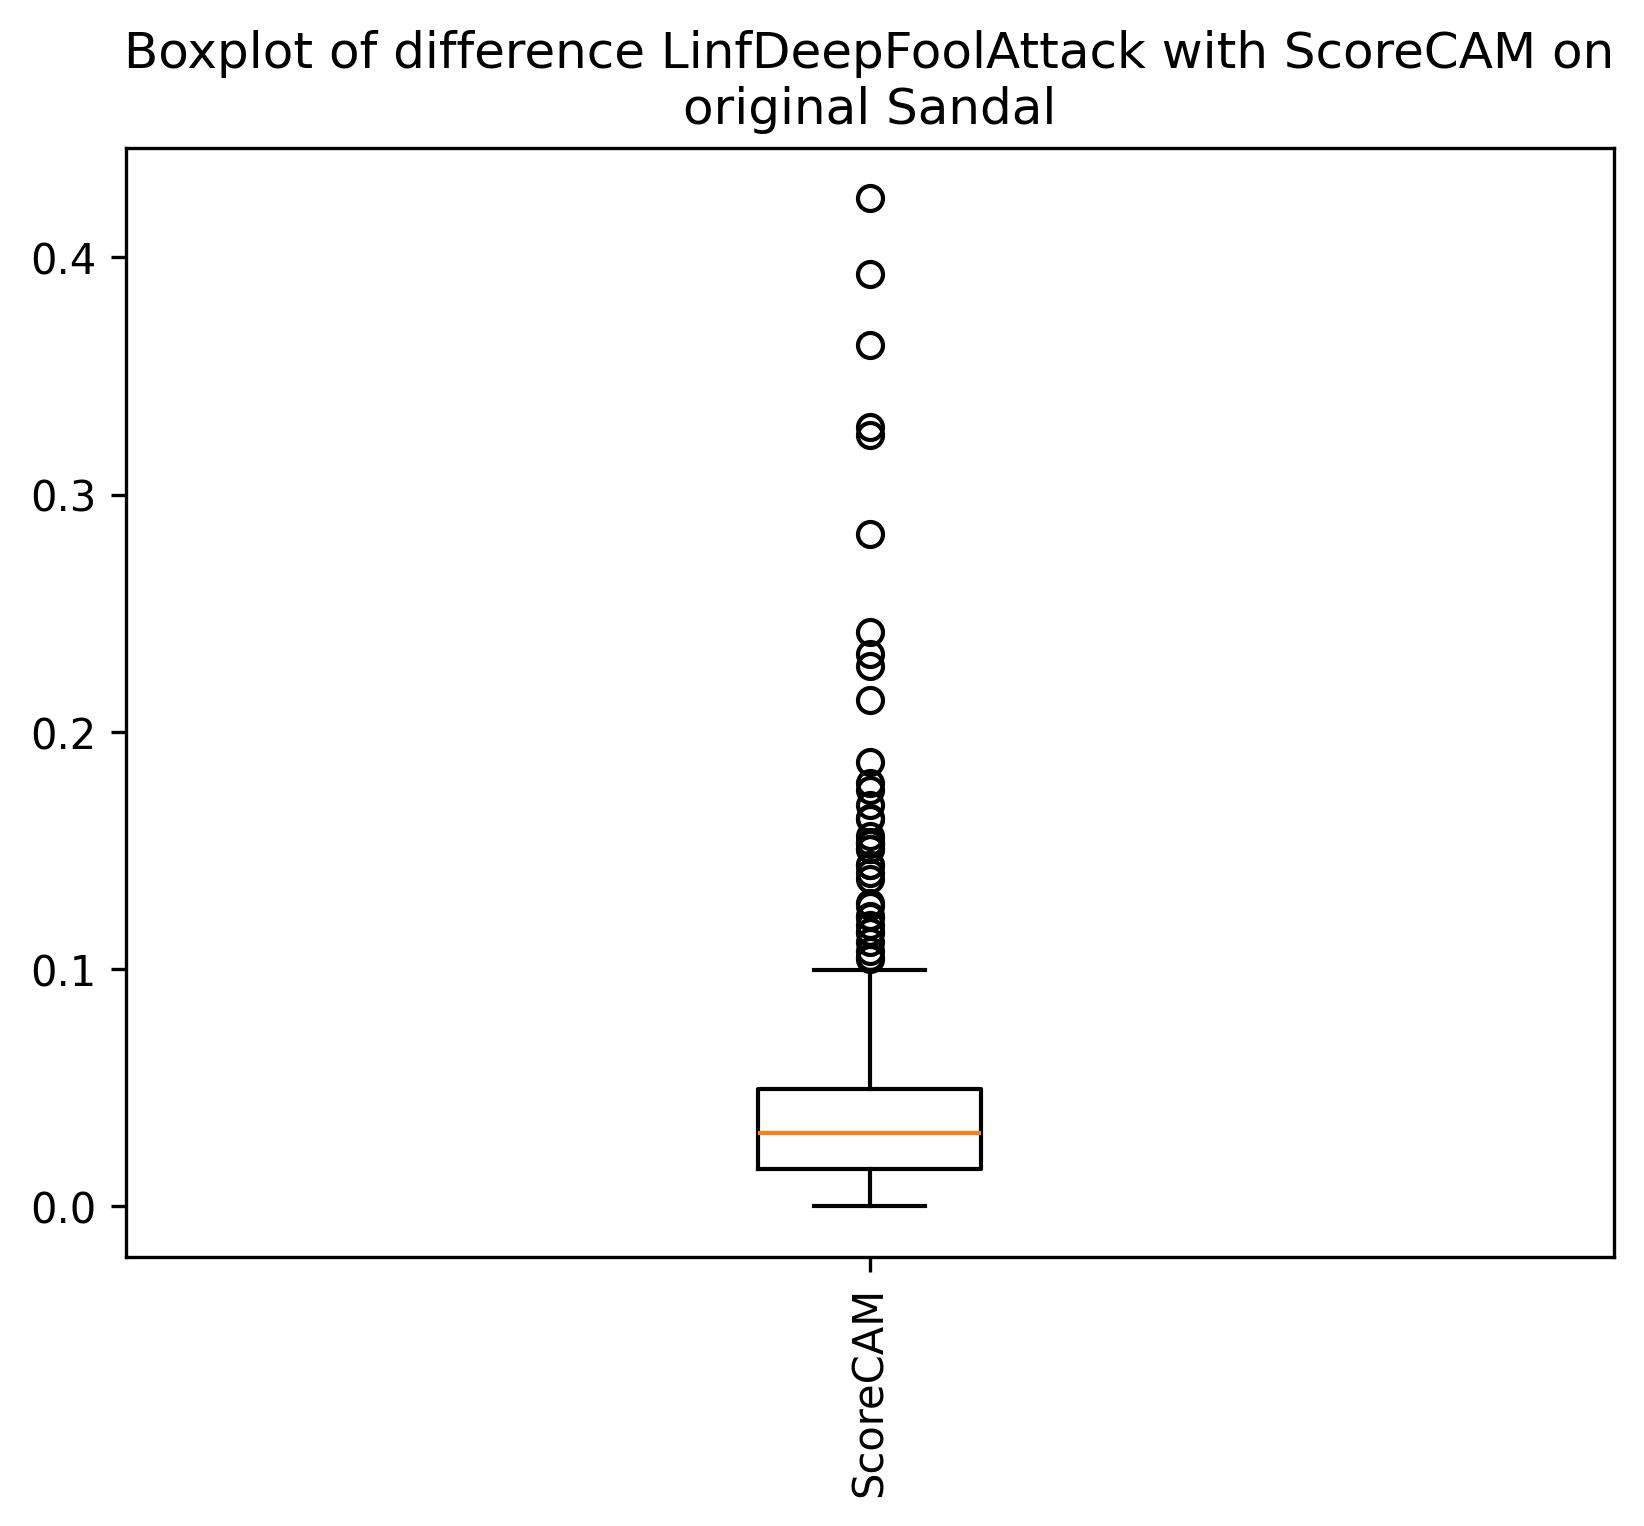 Boxplot of difference LinfDeepFoolAttack with ScoreCAM on
original Sandal
0.4
0.3
0.2
0.1
0.0
ScoreCAM